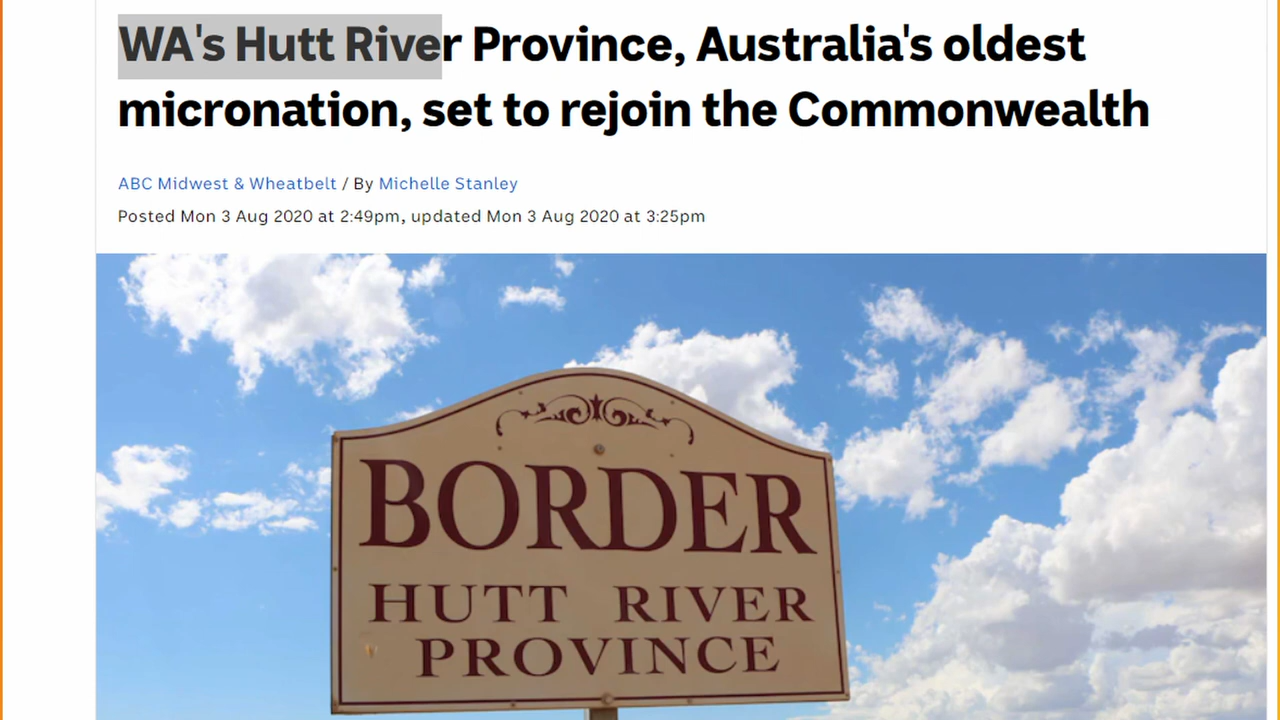 WA's Hutt River Province, Australia's oldest
micronation, set to rejoin the Commonwealth
ABC Midwest & Wheatbelt / By Michelle Stanley
Posted Mon 3 Aug 2020 at 2:49pm, updated Mon 3 Aug 2020 at 3:25pm
BORDER
HUTT RIVER
PROVINCE